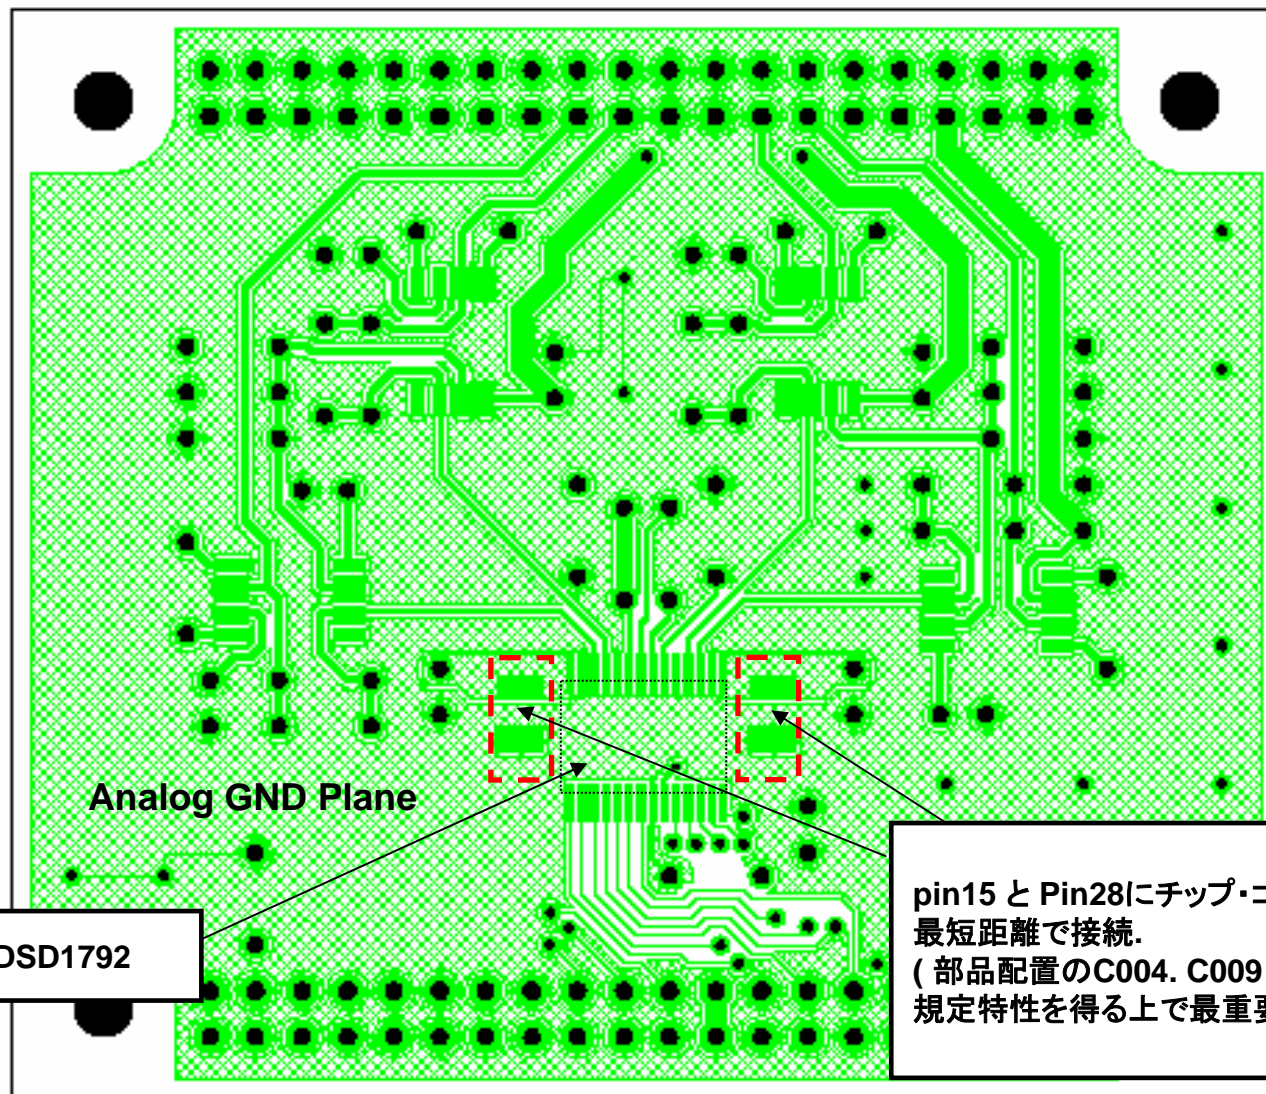 Analog GND Plane
DSD1792
pin15 と Pin28にチップ・コ
最短距離で接続.
( 部品配置のC004. C009
規定特性を得る上で最重要